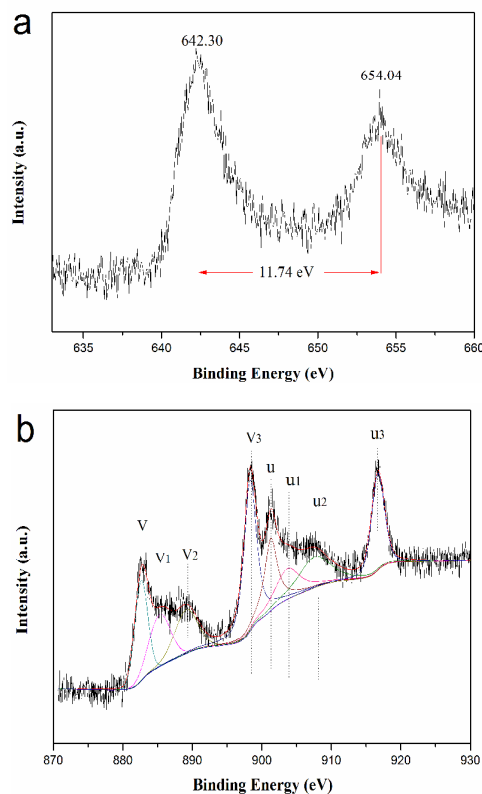 a
642.30
654.04
11.74 eV
Intensity (a.u.)
635 640 645 650 655 660
Binding Energy (eV)
b
V V1 V2 V3 u u1 u2 u3
Intensity (a.u.)
870 880 890 900 910 920 930
Binding Energy (eV)